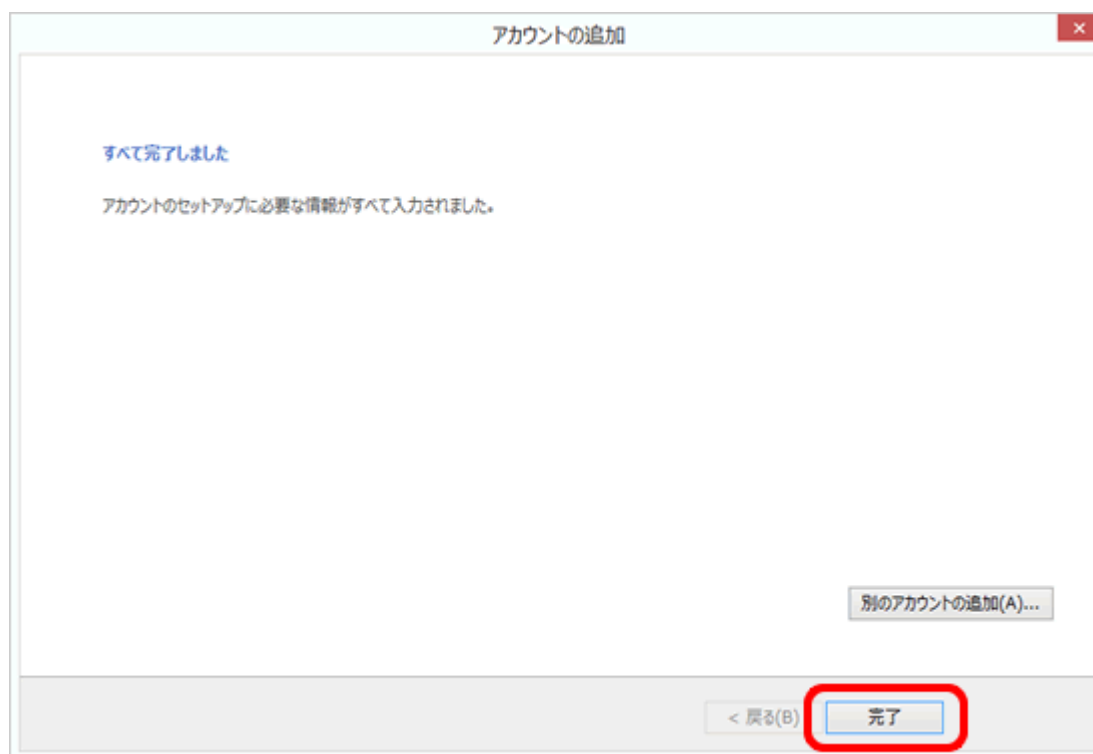 アカウントの追加
×
すべて完了しました
アカウントのセットアップに必要な情報がすべて入力されました。
別のアカウントの追加(A)...
< 戻る(B)
完了